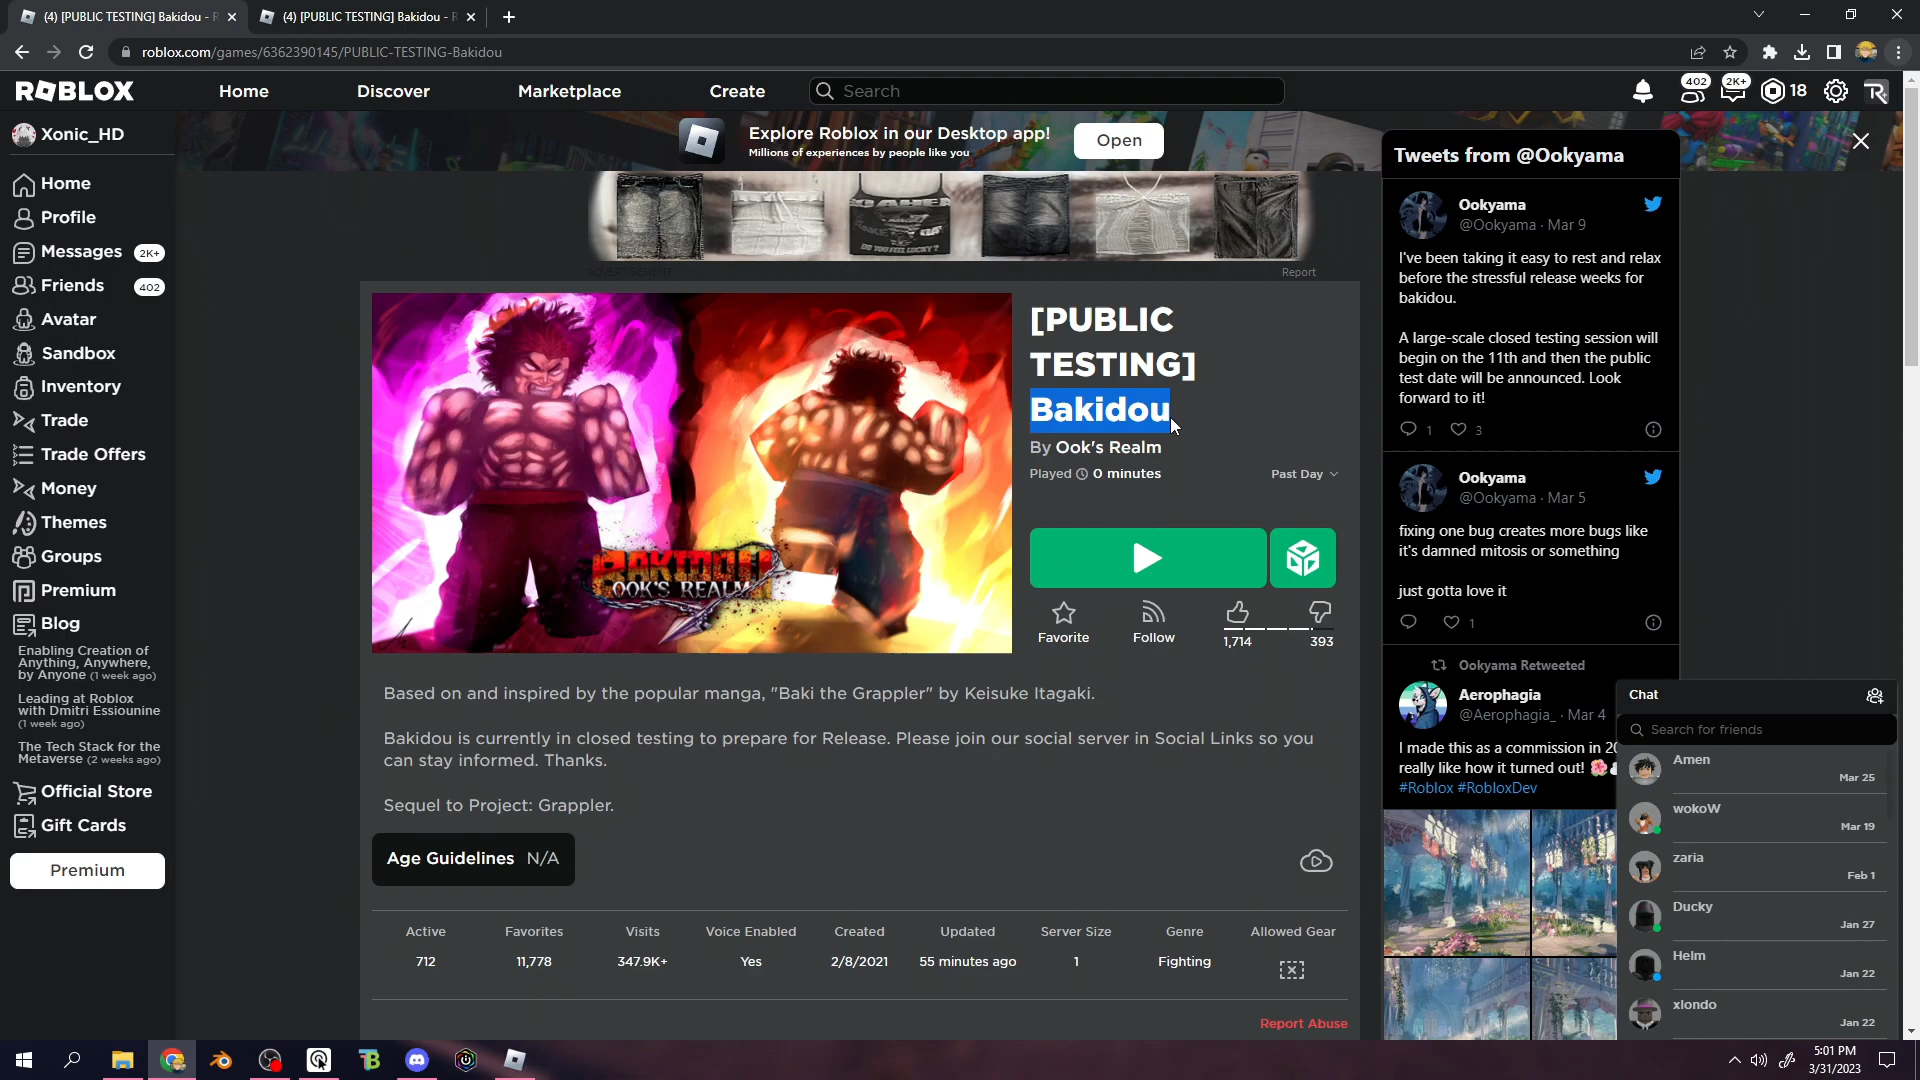 (4) [PUBLIC TESTING] Bakidou - R
(4) [PUBLIC TESTING] Bakidou - R
roblox.com/games/6362390145/PUBLIC-TESTING-Bakidou
ROBLOX
Home
Discover
Marketplace
Create
Search
402
2K+
18
Xonic_HD
Home
Profile
Messages 2K+
Friends 402
Avatar
Sandbox
Inventory
Trade
Trade Offers
Money
Themes
Groups
Premium
Blog
Enabling Creation of
Anything, Anywhere,
by Anyone (1 week ago)
Leading at Roblox
with Dmitri Essiounine
(1 week ago)
The Tech Stack for the
Metaverse (2 weeks ago)
Official Store
Gift Cards
Premium
Explore Roblox in our Desktop app!
Millions of experiences by people like you
Open
DO YOU FEEL LUCKY?
ADVERTISEMENT
Report
BAKIDOU
OOK'S REALM
[PUBLIC
TESTING]
Bakidou
By Ook's Realm
Played 0 minutes
Past Day
Favorite
Follow
1,714
393
Based on and inspired by the popular manga, "Baki the Grappler" by Keisuke Itagaki.
Bakidou is currently in closed testing to prepare for Release. Please join our social server in Social Links so you
can stay informed. Thanks.
Sequel to Project: Grappler.
Age Guidelines N/A
Active
Favorites
Visits
Voice Enabled
Created
Updated
Server Size
Genre
Allowed Gear
712
11,778
347.9K+
Yes
2/8/2021
55 minutes ago
1
Fighting
Report Abuse
Tweets from @Ookyama
Ookyama
@Ookyama · Mar 9
I've been taking it easy to rest and relax
before the stressful release weeks for
bakidou.
A large-scale closed testing session will
begin on the 11th and then the public
test date will be announced. Look
forward to it!
1
3
Ookyama
@Ookyama · Mar 5
fixing one bug creates more bugs like
it's damned mitosis or something
just gotta love it
1
Ookyama Retweeted
Aerophagia
@Aerophagia_ · Mar 4
I made this as a commission in 20
really like how it turned out!
#Roblox #RobloxDev
Chat
Search for friends
Amen
Mar 25
wokoW
Mar 19
zaria
Feb 1
Ducky
Jan 27
Helm
Jan 22
xlondo
Jan 22
5:01 PM
3/31/2023